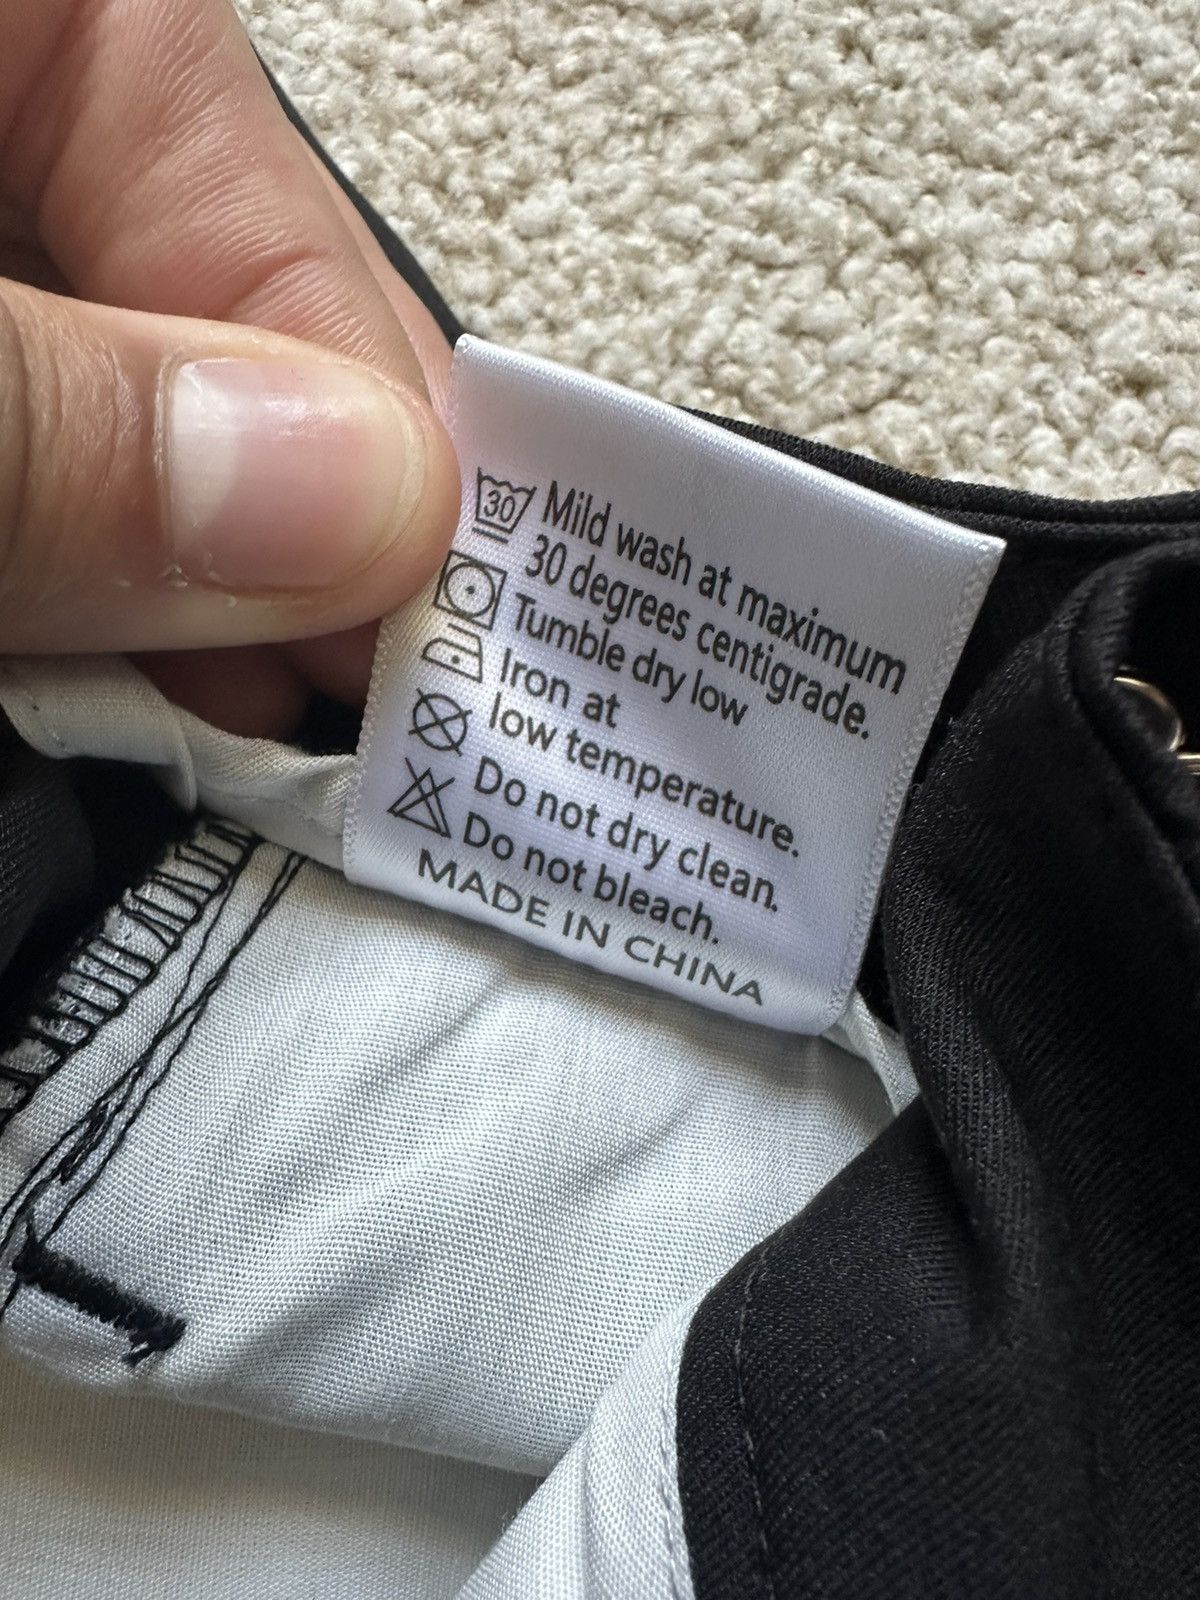 30 Mild wash at maximum
30 degrees centigrade.
Tumble dry low
Iron at
low temperature.
Do not dry clean.
Do not bleach.
MADE IN CHINA